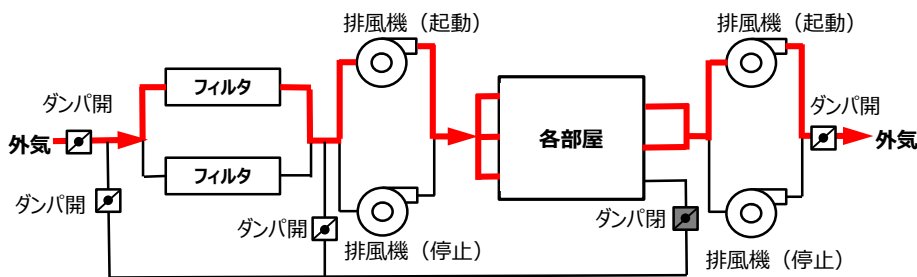 排風機（起動）
排風機（起動）
フィルタ
ダンパ開
ダンパ開
外気
各部屋
外気
フィルタ
ダンパ開
ダンパ開
ダンパ閉
排風機（停止）
排風機（停止）